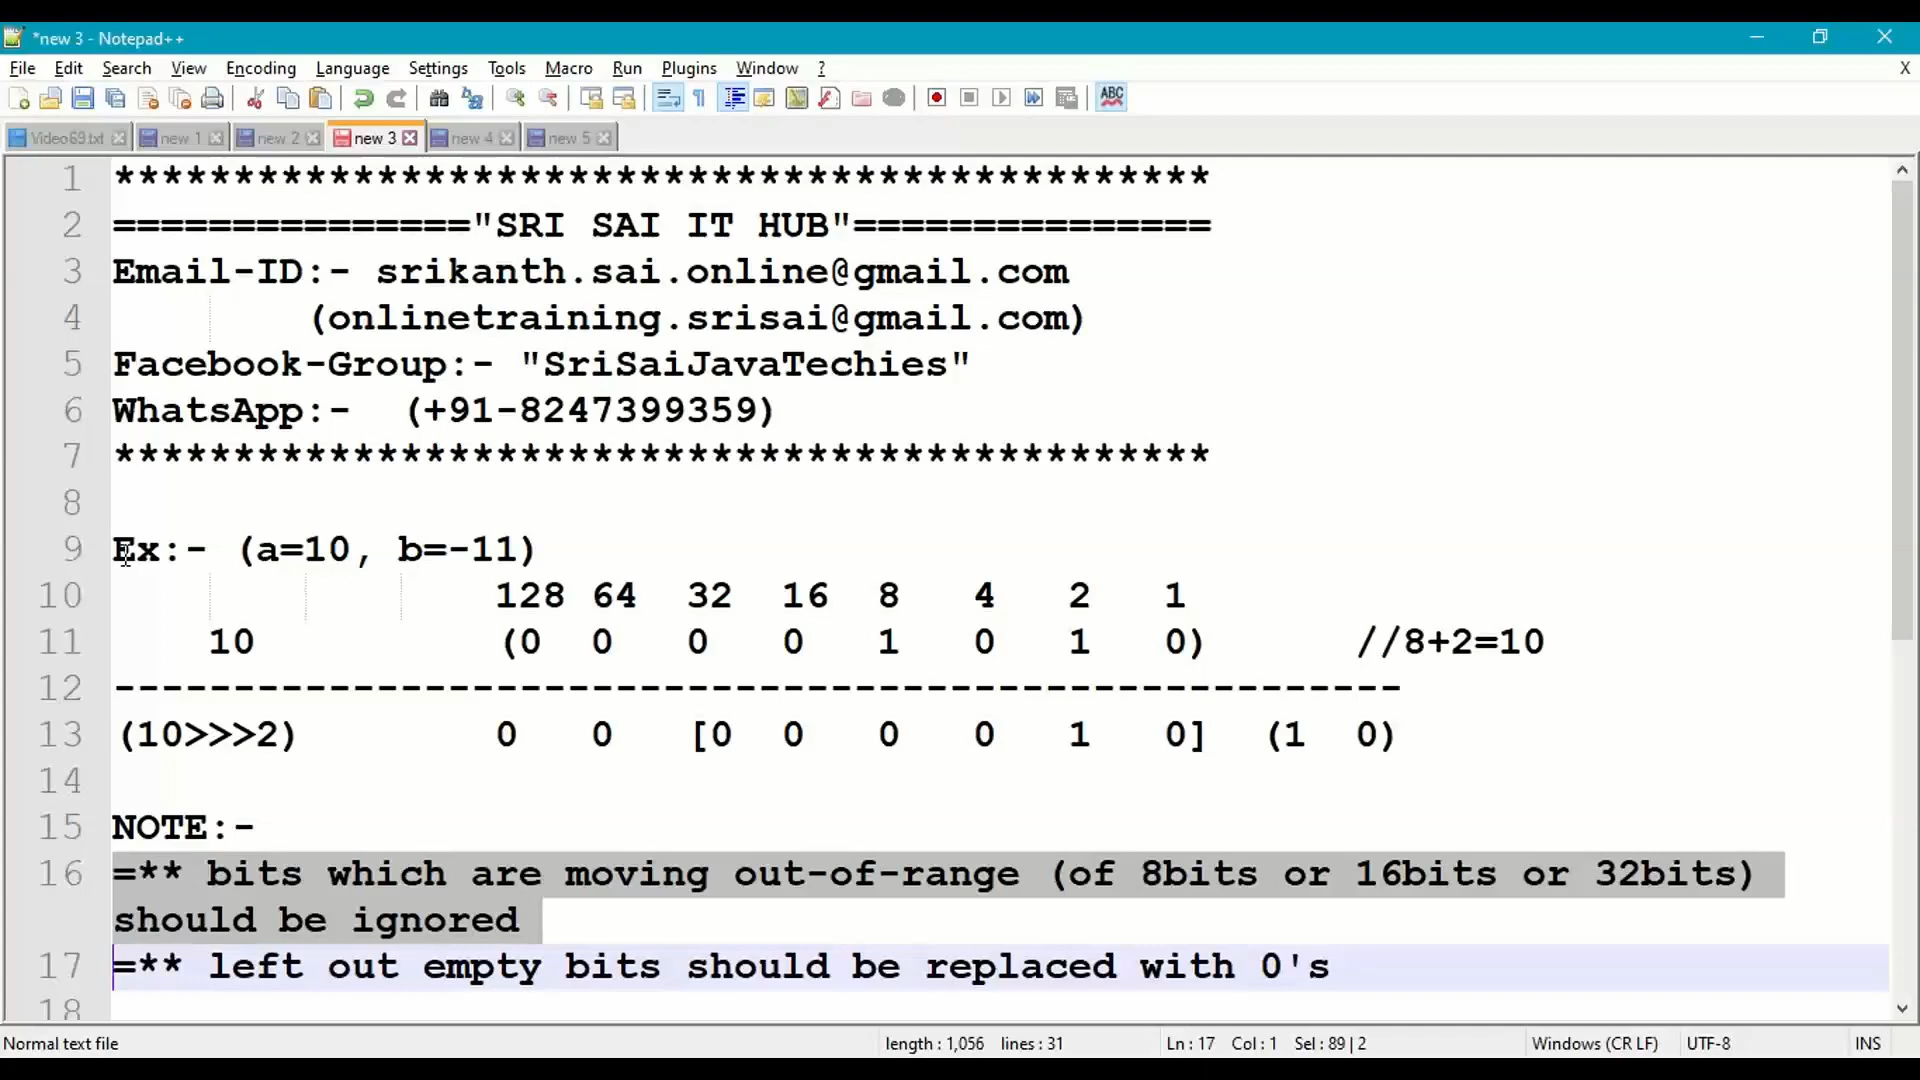 *new 3 - Notepad++
File Edit Search View Encoding Language Settings Tools Macro Run Plugins Window ? X
ABC
Video69.txt new 1 new 2 new 3 new 4 new 5
1 **********************************************
2 ==============="SRI SAI IT HUB"===============
3 Email-ID:- srikanth.sai.online@gmail.com
4 (onlinetraining.srisai@gmail.com)
5 Facebook-Group:- "SriSaiJavaTechies"
6 WhatsApp:- (+91-8247399359)
7 **********************************************
8
9 Ex:- (a=10, b=-11)
10 128 64 32 16 8 4 2 1
11 10 (0 0 0 0 1 0 1 0) //8+2=10
12 ------------------------------------------------------
13 (10>>>2) 0 0 [0 0 0 0 1 0] (1 0)
14
15 NOTE:-
16 =** bits which are moving out-of-range (of 8bits or 16bits or 32bits)
should be ignored
17 =** left out empty bits should be replaced with 0's
18
Normal text file length : 1,056 lines : 31 Ln : 17 Col : 1 Sel : 89 | 2 Windows (CR LF) UTF-8 INS